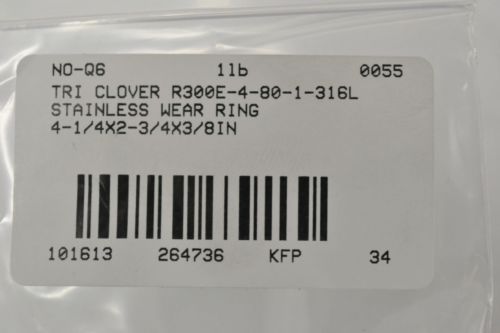 NO-Q6 11b 0055
TRI CLOVER R300E-4-80-1-316L
STAINLESS WEAR RING
4-1/4X2-3/4X3/8IN
101613 264736 KFP 34